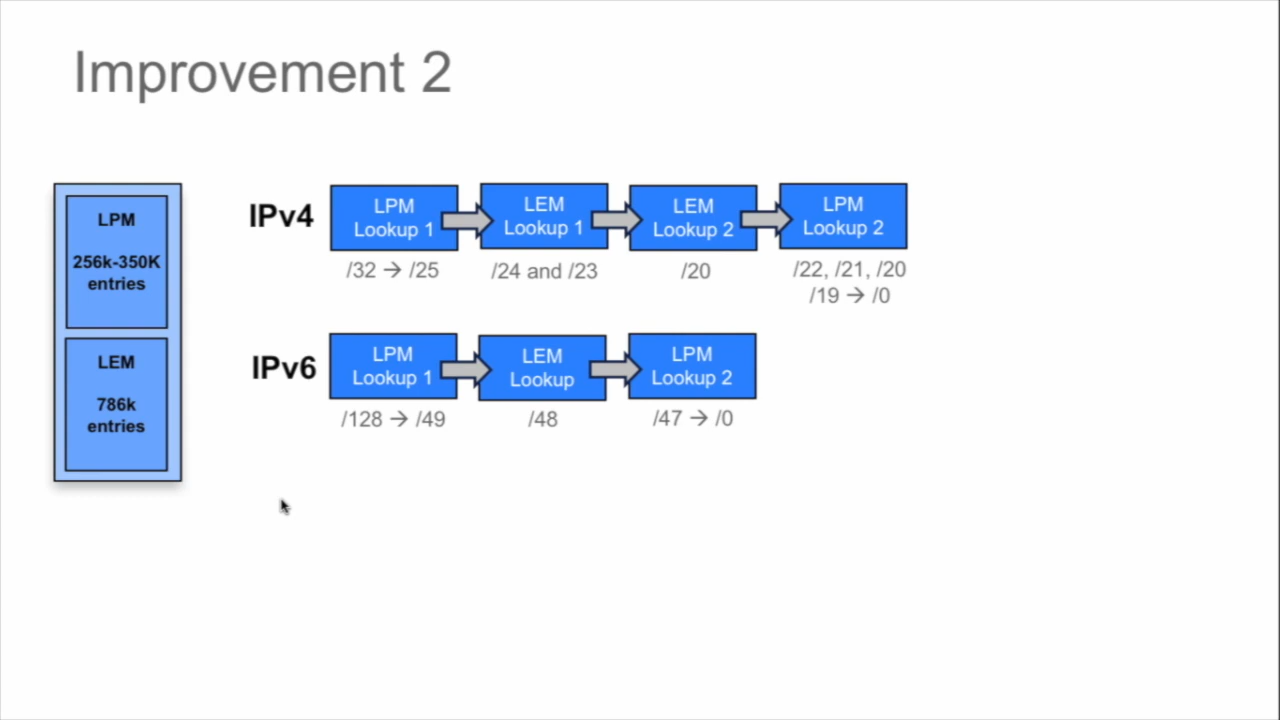 Improvement 2
LPM
256k-350K
entries
LEM
786k
entries
IPv4
LPM
Lookup 1
LEM
Lookup 1
LEM
Lookup 2
LPM
Lookup 2
/32 → /25
/24 and /23
/20
/22, /21, /20
/19 → /0
IPv6
LPM
Lookup 1
LEM
Lookup
LPM
Lookup 2
/128 → /49
/48
/47 → /0